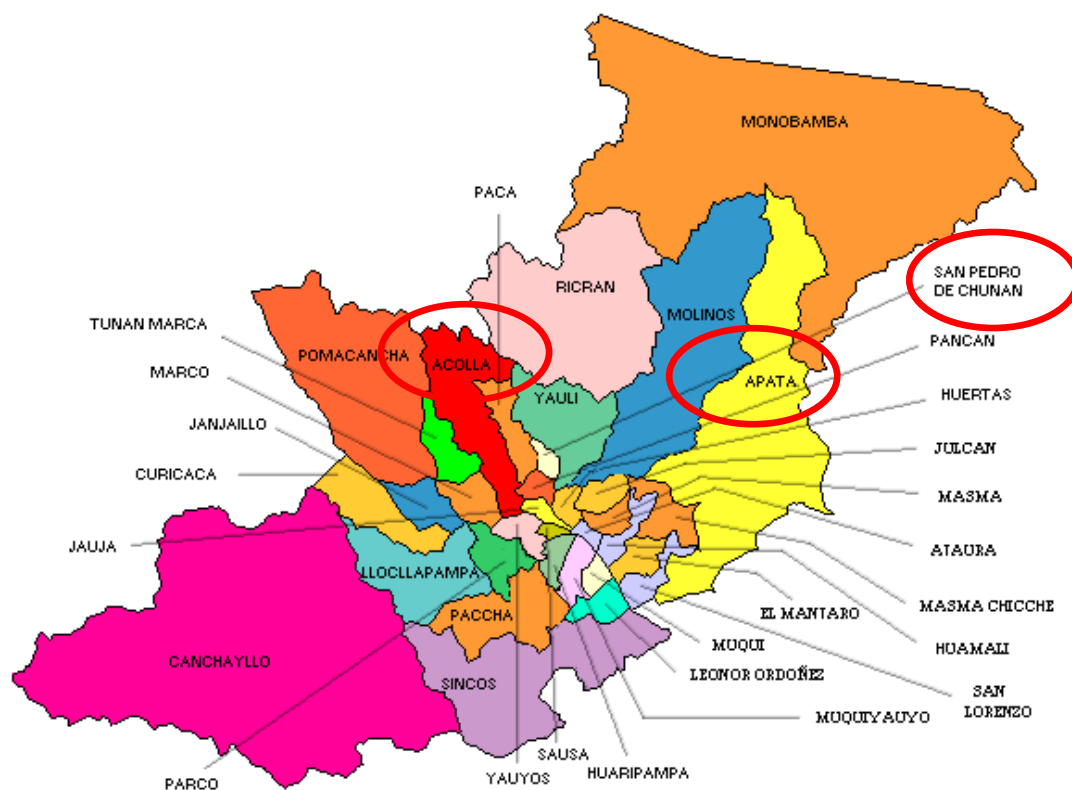 MONOBAMBA
PACA
SAN PEDRO
DE CHUNAN
RICRAN
MOLINOS
TUNAN MARCA
POMACANCHA
ACOLLA
PANCAN
MARCO
YAULI
APATA
HUERTAS
JANJAILLO
JULCAN
CURICACA
MASMA
JAUJA
ATAURA
LLOCLLAPAMPA
MASMA CHICCHE
PACCHA
EL MANTARO
MUQUI
HUAMALI
CANCHAYLLO
LEONOR ORDOÑEZ
SINCOS
SAN
LORENZO
MUQUIYAUYO
SAUSA
HUARIPAMPA
YAUYOS
PARCO